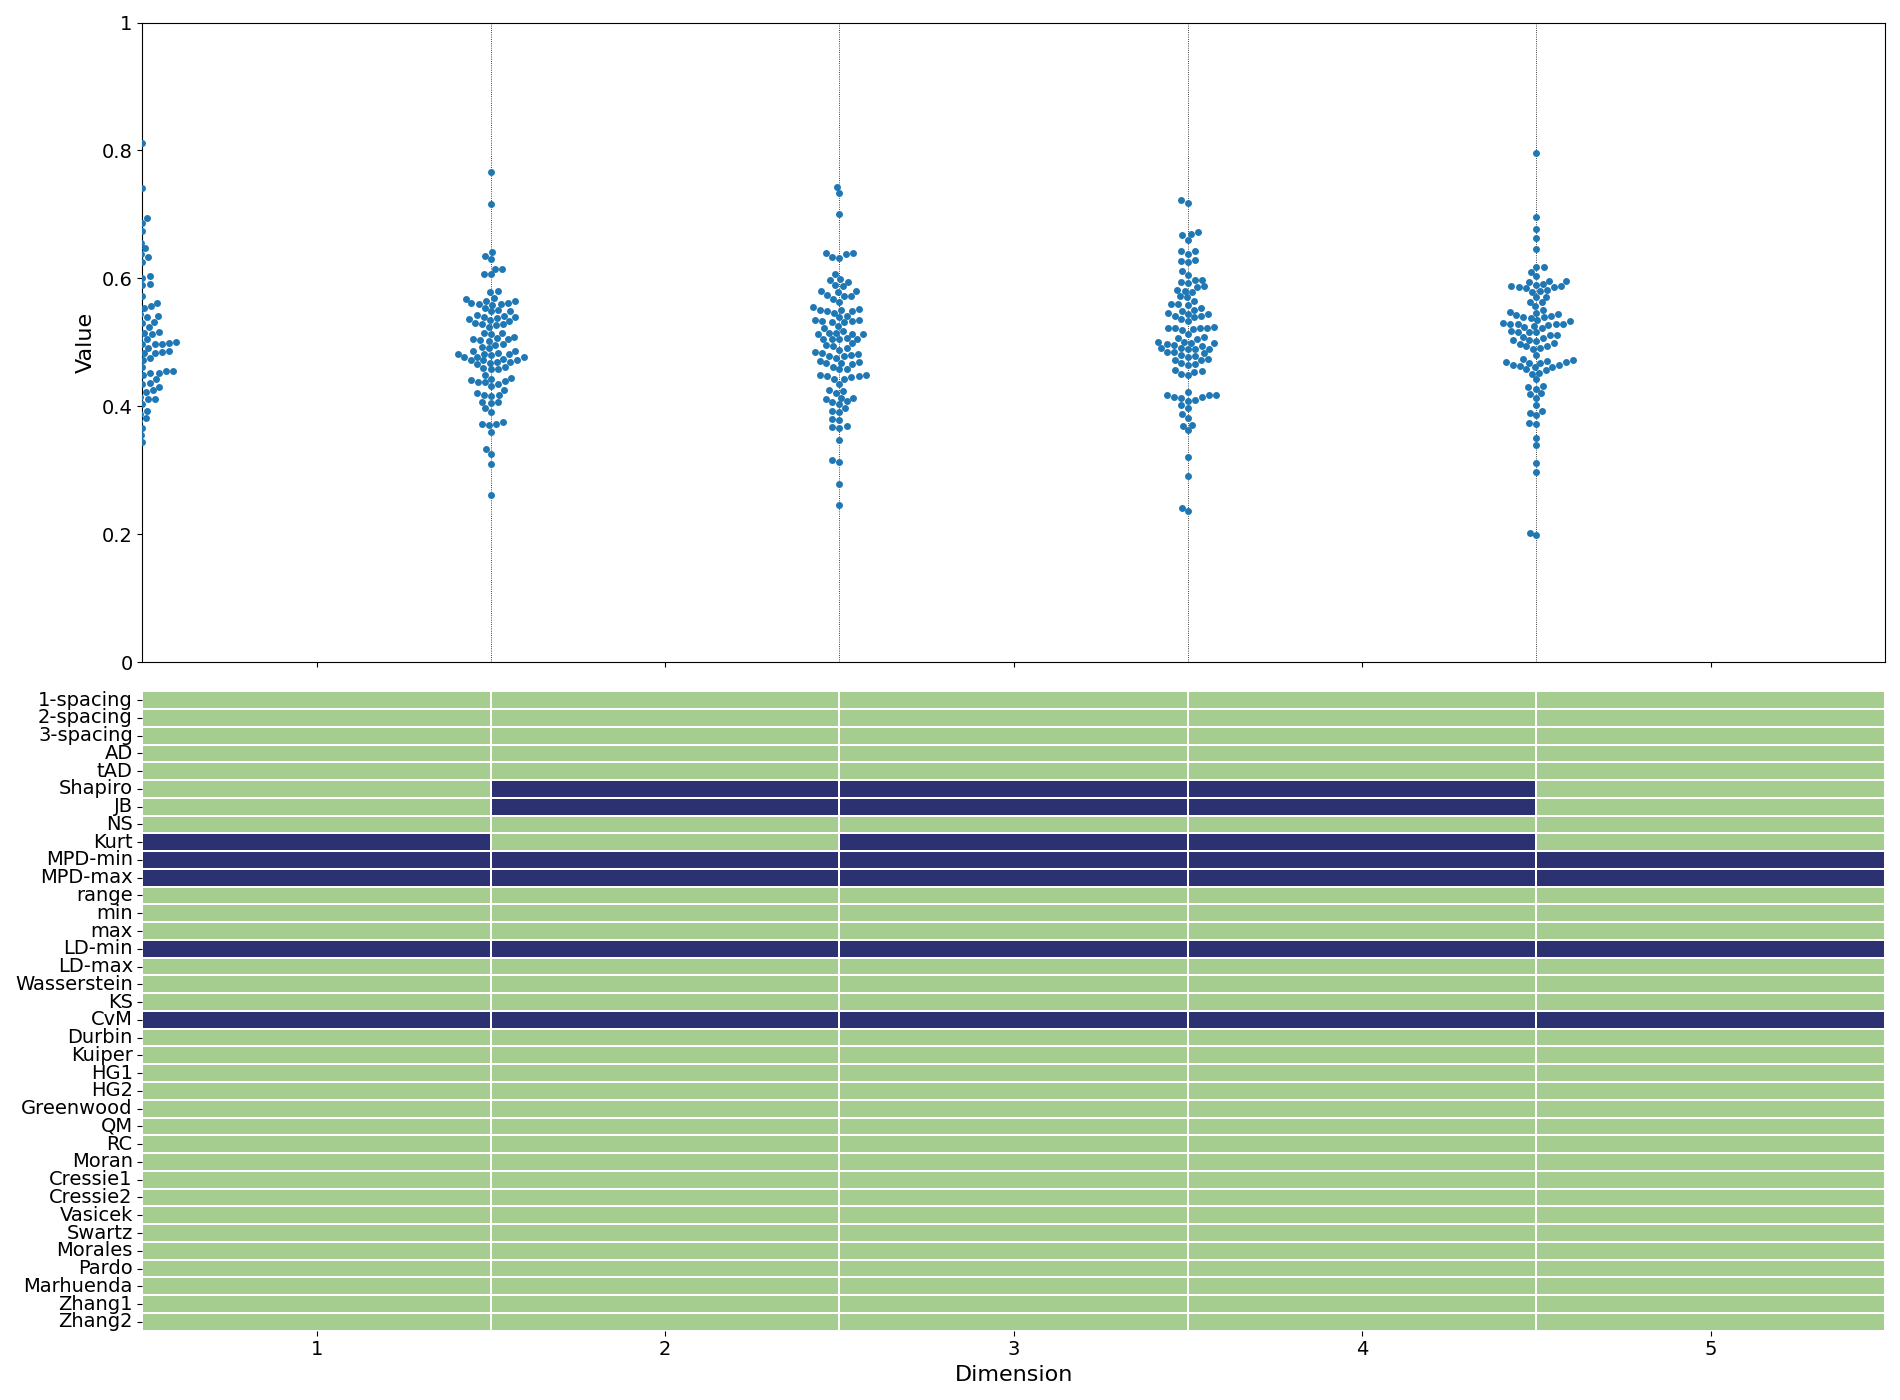 1
0.8
0.6
Value
0.4
0.2
0
1-spacing
2-spacing
3-spacing
AD
tAD
Shapiro
JB
NS
Kurt
MPD-min
MPD-max
range
min
max
LD-min
LD-max
Wasserstein
KS
CvM
Durbin
Kuiper
HG1
HG2
Greenwood
QM
RC
Moran
Cressie1
Cressie2
Vasicek
Swartz
Morales
Pardo
Marhuenda
Zhang1
Zhang2
1 2 3 4 5
Dimension